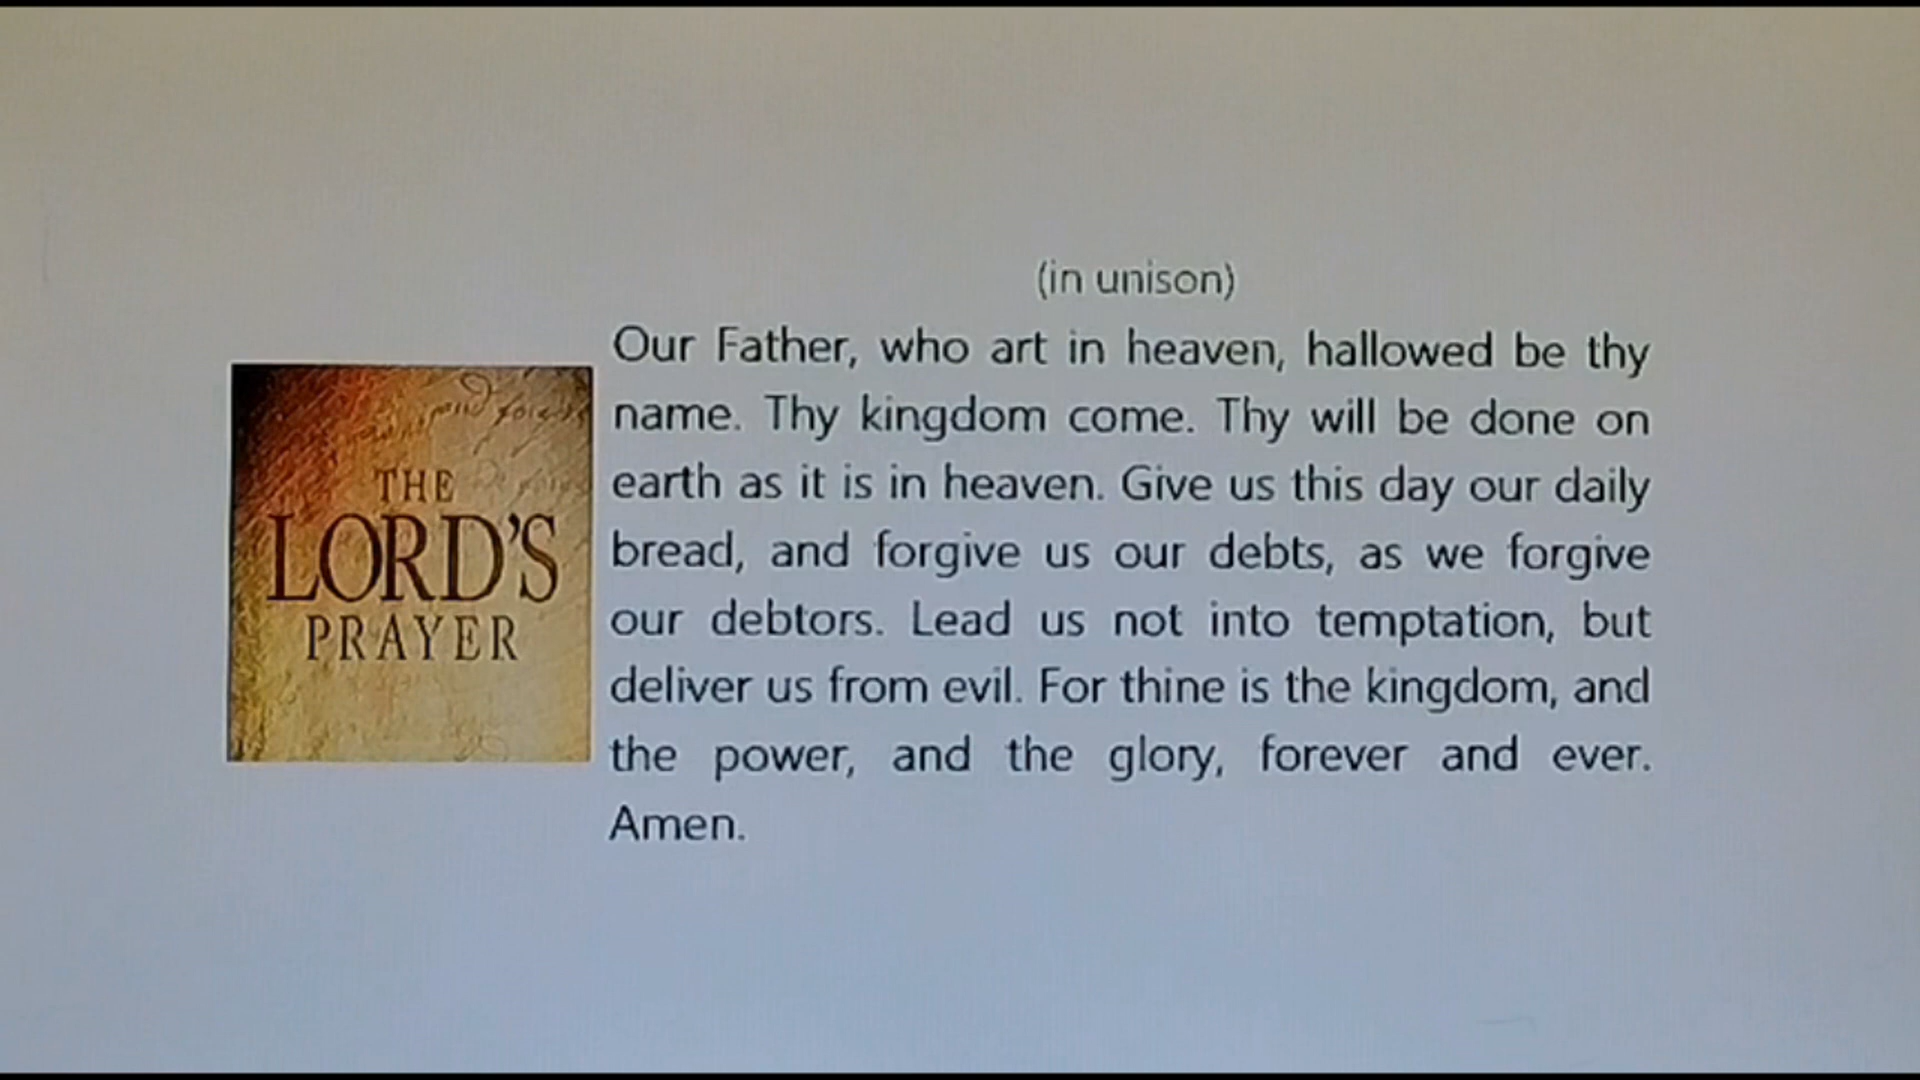 (in unison)
Our Father, who art in heaven, hallowed be thy
name. Thy kingdom come. Thy will be done on
earth as it is in heaven. Give us this day our daily
bread, and forgive us our debts, as we forgive
our debtors. Lead us not into temptation, but
deliver us from evil. For thine is the kingdom, and
the power, and the glory, forever and ever.
Amen.
THE
LORD'S
PRAYER